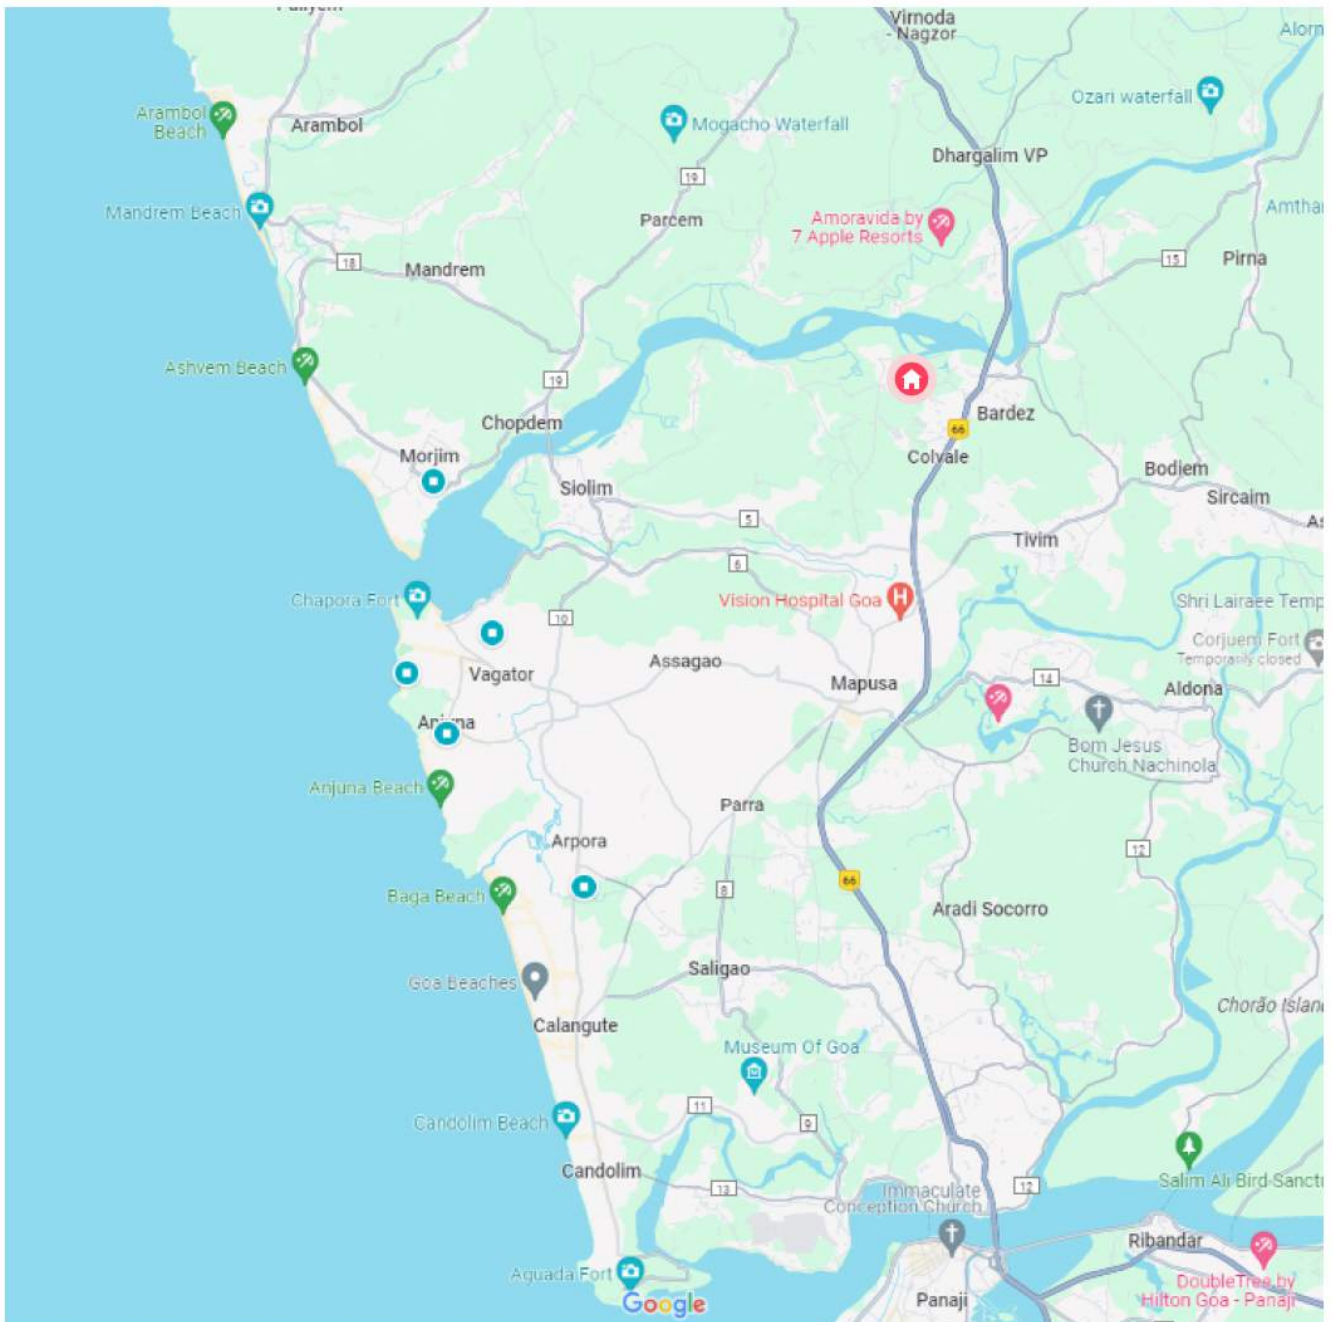 Virnoda
- Nagzor
Arambol
Beach
Arambol
Mogacho Waterfall
Ozari waterfall
Dhargalim VP
19
Mandrem Beach
Parcem
Amoravida by
7 Apple Resorts
18
Mandrem
15
Pirna
Ashvem Beach
19
Chopdem
Bardez
66
Colvale
Morjim
Siolim
Bodiem
Sircaim
5
Tivim
6
Chapora Fort
Vision Hospital Goa
H
10
Shri Lairaee Temp
Corjuem Fort
Temporarily closed
Vagator
Assagao
Mapusa
14
Aldona
Anjuna
Bom Jesus
Church Nachinola
Anjuna Beach
Parra
Arpora
12
66
8
Baga Beach
Aradi Socorro
Saligao
Goa Beaches
Calangute
Chorão Islan
Museum Of Goa
11
9
Candolim Beach
Candolim
13
12
Immaculate
Conception Church
Salim Ali Bird Sanctu
Ribandar
Aguada Fort
Google
Panaji
DoubleTree by
Hilton Goa - Panaji